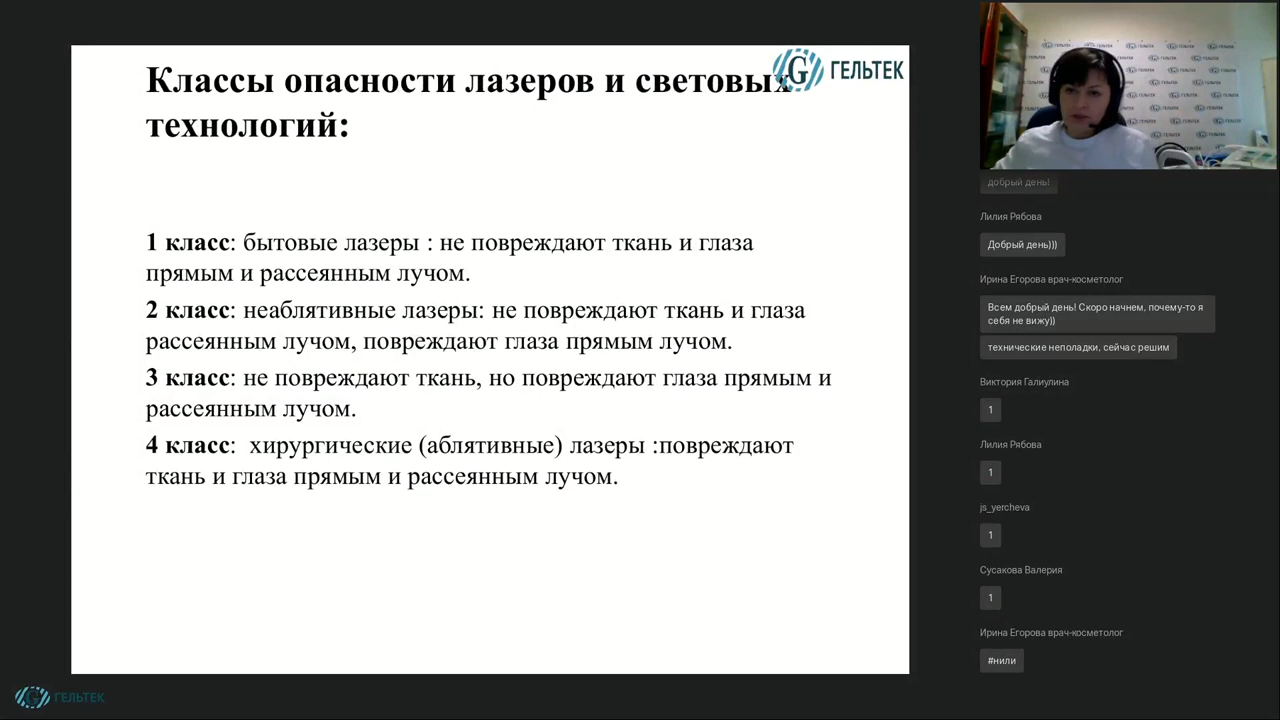 Классы опасности лазеров и световых
технологий:
ГЕЛЬТЕК
1 класс: бытовые лазеры : не повреждают ткань и глаза
прямым и рассеянным лучом.
2 класс: неаблятивные лазеры: не повреждают ткань и глаза
рассеянным лучом, повреждают глаза прямым лучом.
3 класс: не повреждают ткань, но повреждают глаза прямым и
рассеянным лучом.
4 класс:  хирургические (аблятивные) лазеры :повреждают
ткань и глаза прямым и рассеянным лучом.
ГЕЛЬТЕК
добрый день!
Лилия Рябова
Добрый день)))
Ирина Егорова врач-косметолог
Всем добрый день! Скоро начнем, почему-то я
себя не вижу))
технические неполадки, сейчас решим
Виктория Галиулина
1
Лилия Рябова
1
js_yercheva
1
Сусакова Валерия
1
Ирина Егорова врач-косметолог
#нили